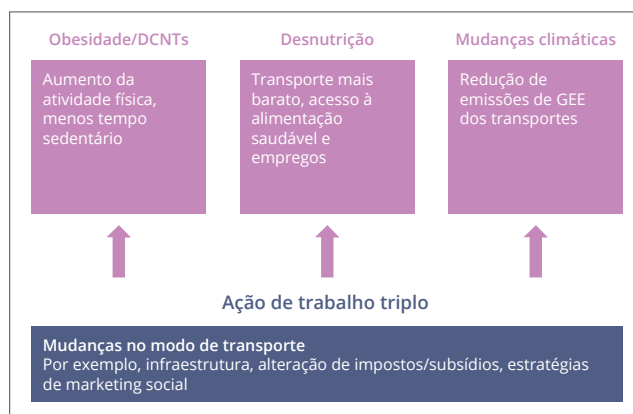 Obesidade/DCNTs
Aumento da
atividade física,
menos tempo
sedentário
Desnutrição
Transporte mais
barato, acesso à
alimentação
saudável e
empregos
Mudanças climáticas
Redução de
emissões de GEE
dos transportes
Ação de trabalho triplo
Mudanças no modo de transporte
Por exemplo, infraestrutura, alteração de impostos/subsídios, estratégias
de marketing social